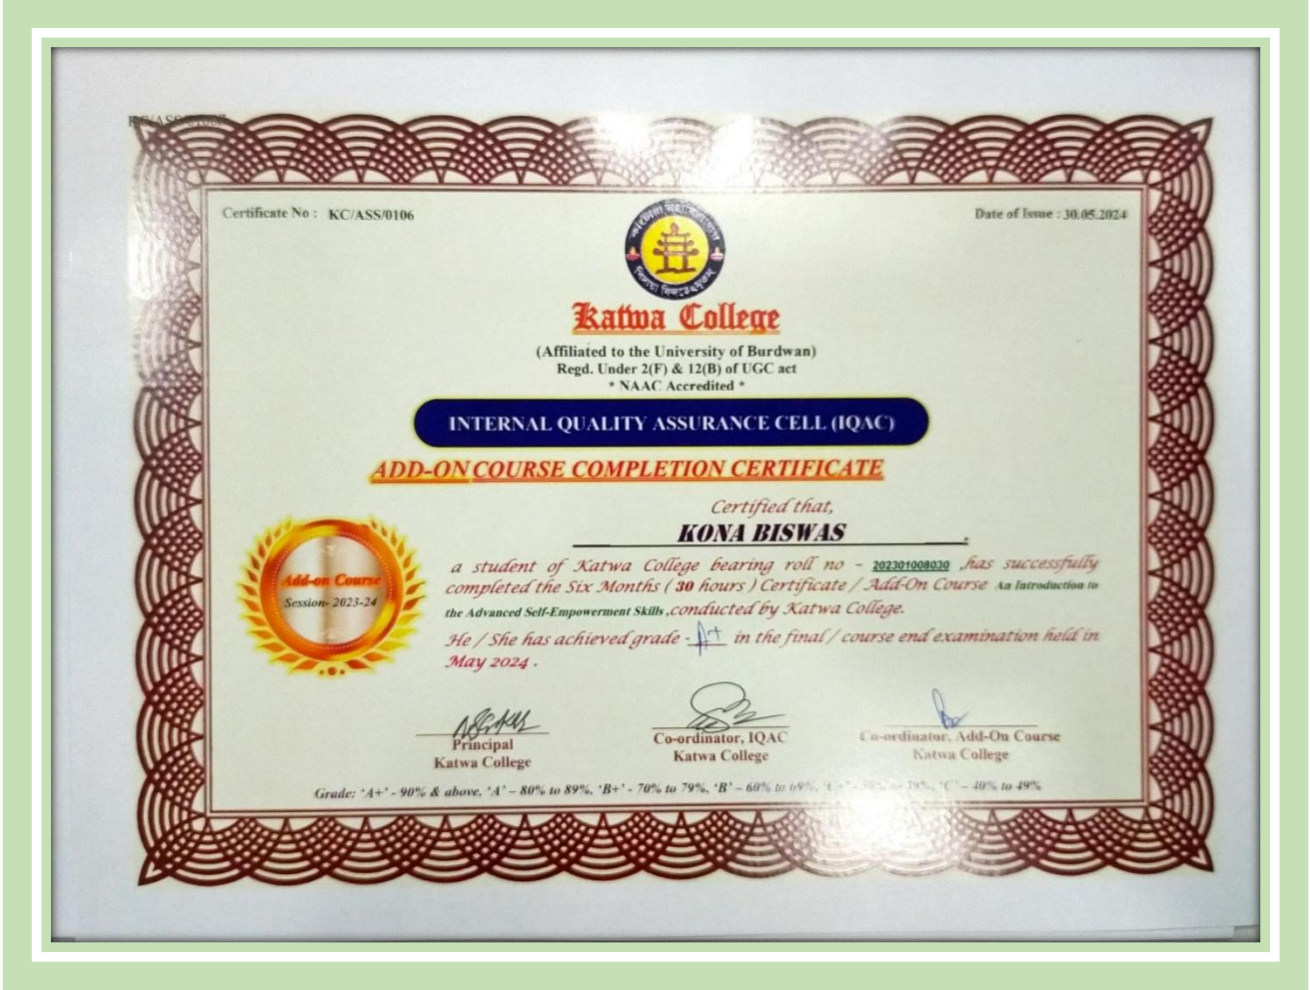 Certificate No : KC/ASS/0106
Date of Issue : 30.05.2024
Katwa College
(Affiliated to the University of Burdwan)
Regd. Under 2(F) & 12(B) of UGC act
* NAAC Accredited *
INTERNAL QUALITY ASSURANCE CELL (IQAC)
ADD-ON COURSE COMPLETION CERTIFICATE
Certified that,
KONA BISWAS.
a student of Katwa College bearing roll no - 202301008030 ,has successfully
completed the Six Months ( 30 hours ) Certificate / Add-On Course An Introduction to
the Advanced Self-Empowerment Skills ,conducted by Katwa College.
He / She has achieved grade - A+ in the final / course end examination held in
May 2024 .
Add-on Course
Session- 2023-24
Principal
Katwa College
Co-ordinator, IQAC
Katwa College
Co-ordinator, Add-On Course
Katwa College
Grade: 'A+' - 90% & above, 'A' – 80% to 89%, 'B+' - 70% to 79%, 'B' – 60% to 69%, 'C' – 40% to 49%